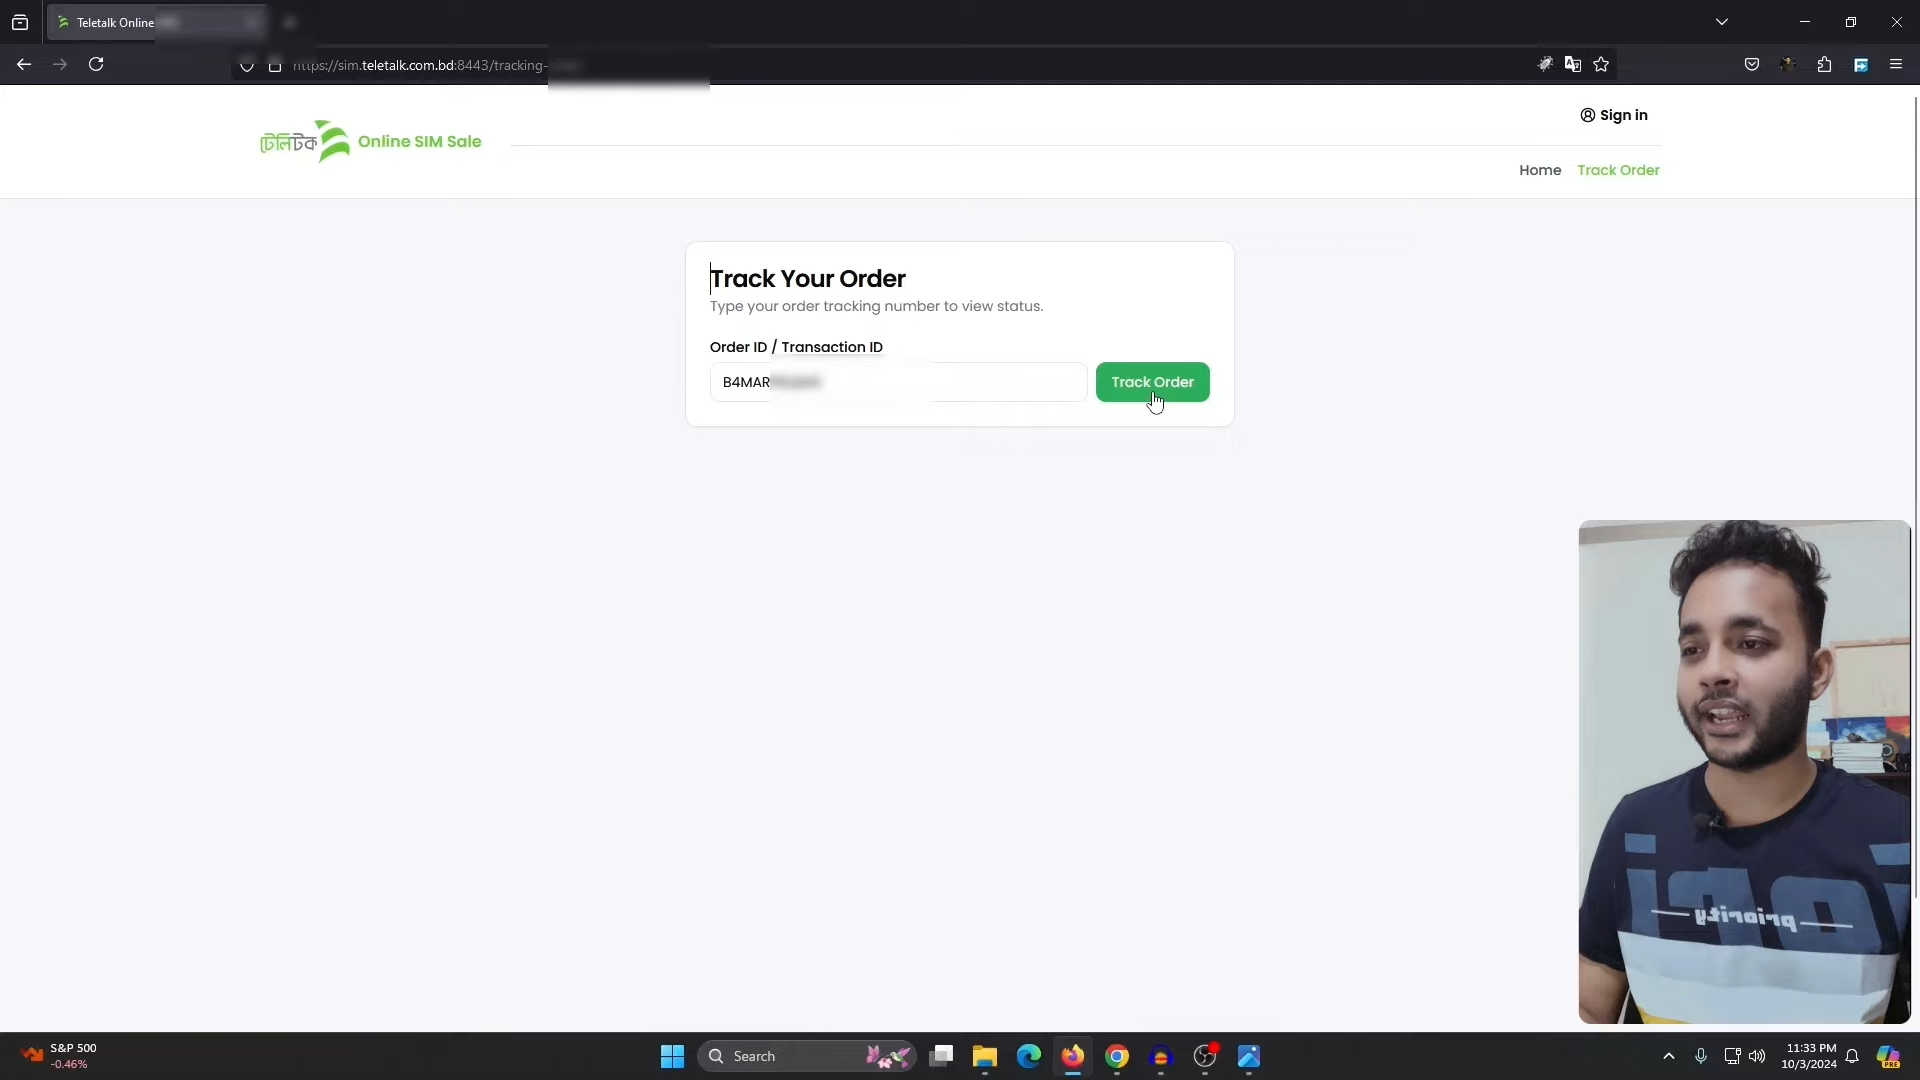 Teletalk Online
https://sim.teletalk.com.bd:8443/tracking-
Sign in
টেলিটক Online SIM Sale
Home Track Order
Track Your Order
Type your order tracking number to view status.
Order ID / Transaction ID
B4MAR
Track Order
priority
S&P 500
-0.46%
Search
11:33 PM
10/3/2024
PRE